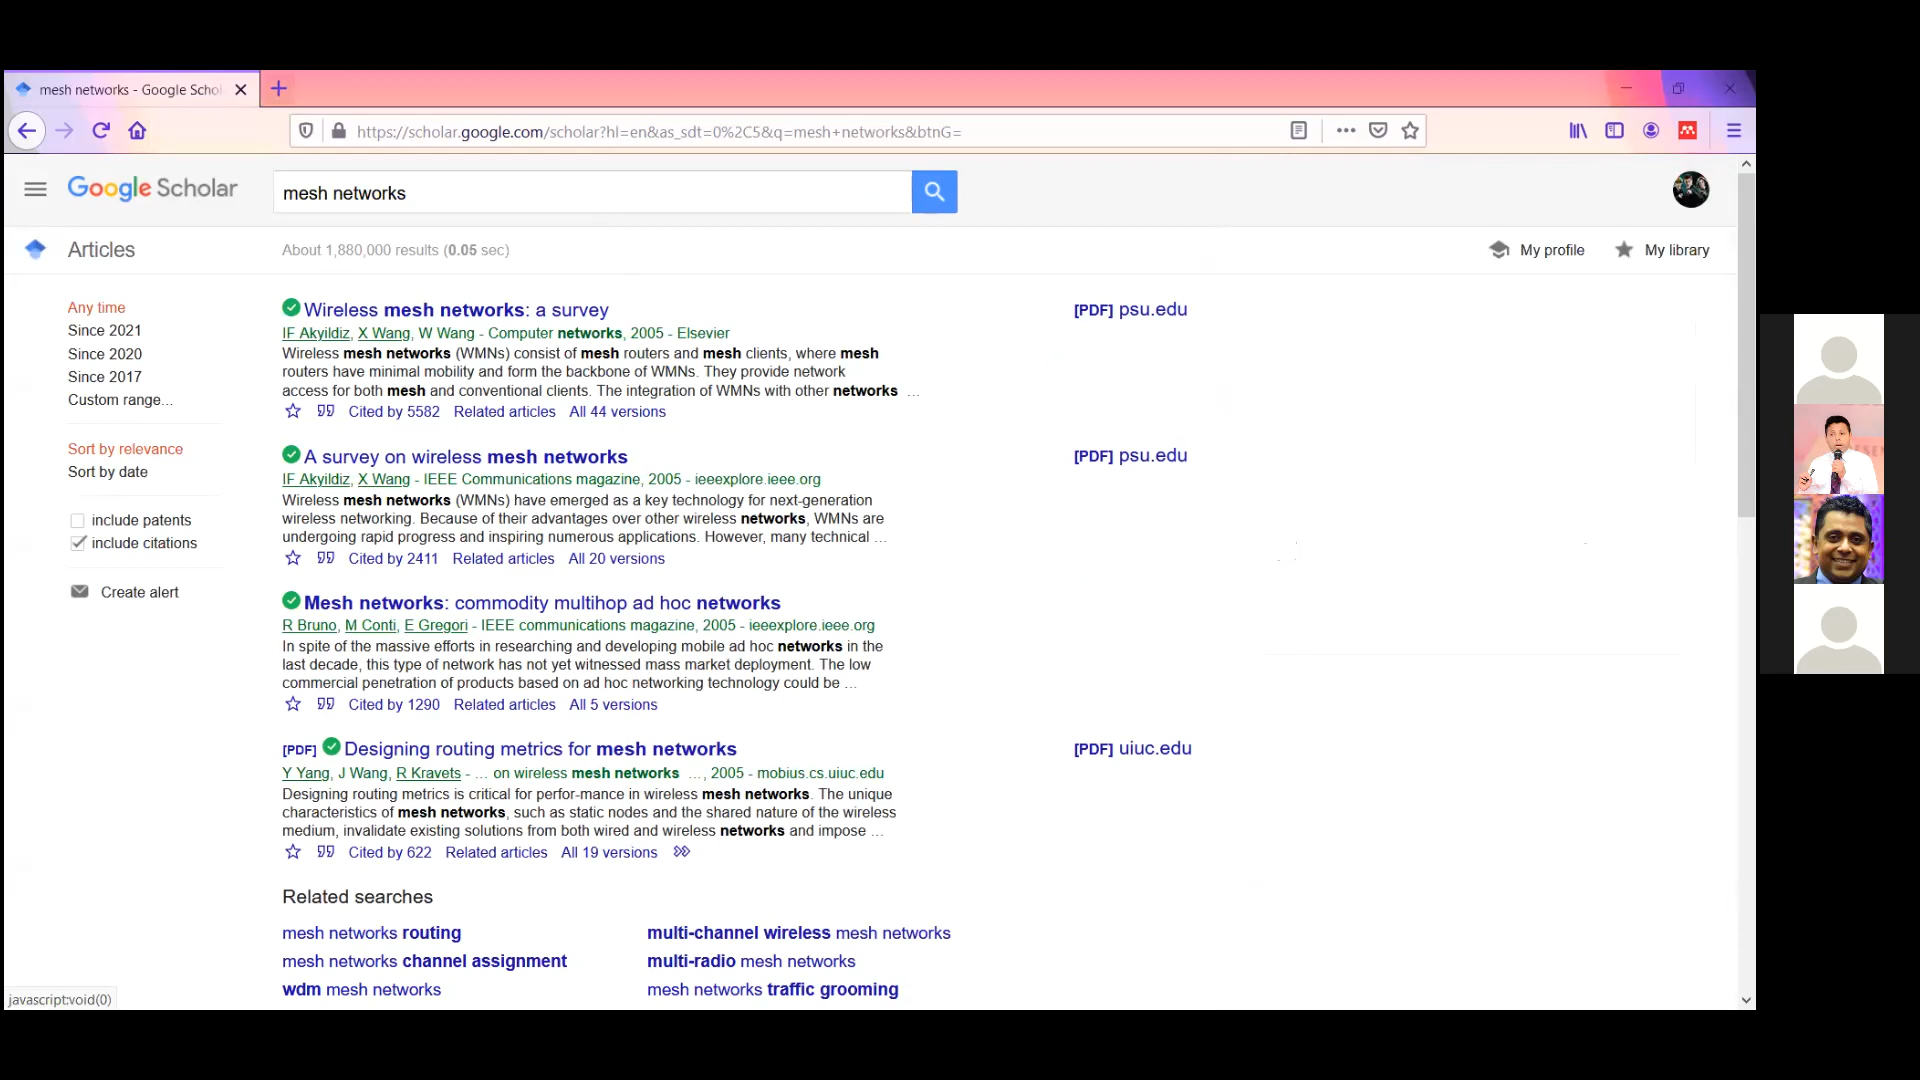 mesh networks - Google Schol
https://scholar.google.com/scholar?hl=en&as_sdt=0%2C5&q=mesh+networks&btnG=
Google Scholar
mesh networks
Articles
About 1,880,000 results (0.05 sec)
My profile
My library
Any time
Since 2021
Since 2020
Since 2017
Custom range...
Sort by relevance
Sort by date
include patents
include citations
Create alert
Wireless mesh networks: a survey
[PDF] psu.edu
IF Akyildiz, X Wang, W Wang - Computer networks, 2005 - Elsevier
Wireless mesh networks (WMNs) consist of mesh routers and mesh clients, where mesh
routers have minimal mobility and form the backbone of WMNs. They provide network
access for both mesh and conventional clients. The integration of WMNs with other networks ...
Cited by 5582 Related articles All 44 versions
A survey on wireless mesh networks
[PDF] psu.edu
IF Akyildiz, X Wang - IEEE Communications magazine, 2005 - ieeexplore.ieee.org
Wireless mesh networks (WMNs) have emerged as a key technology for next-generation
wireless networking. Because of their advantages over other wireless networks, WMNs are
undergoing rapid progress and inspiring numerous applications. However, many technical ...
Cited by 2411 Related articles All 20 versions
Mesh networks: commodity multihop ad hoc networks
R Bruno, M Conti, E Gregori - IEEE communications magazine, 2005 - ieeexplore.ieee.org
In spite of the massive efforts in researching and developing mobile ad hoc networks in the
last decade, this type of network has not yet witnessed mass market deployment. The low
commercial penetration of products based on ad hoc networking technology could be ...
Cited by 1290 Related articles All 5 versions
[PDF] Designing routing metrics for mesh networks
[PDF] uiuc.edu
Y Yang, J Wang, R Kravets - ... on wireless mesh networks ..., 2005 - mobius.cs.uiuc.edu
Designing routing metrics is critical for perfor-mance in wireless mesh networks. The unique
characteristics of mesh networks, such as static nodes and the shared nature of the wireless
medium, invalidate existing solutions from both wired and wireless networks and impose ...
Cited by 622 Related articles All 19 versions
Related searches
mesh networks routing
multi-channel wireless mesh networks
mesh networks channel assignment
multi-radio mesh networks
wdm mesh networks
mesh networks traffic grooming
javascript:void(0)